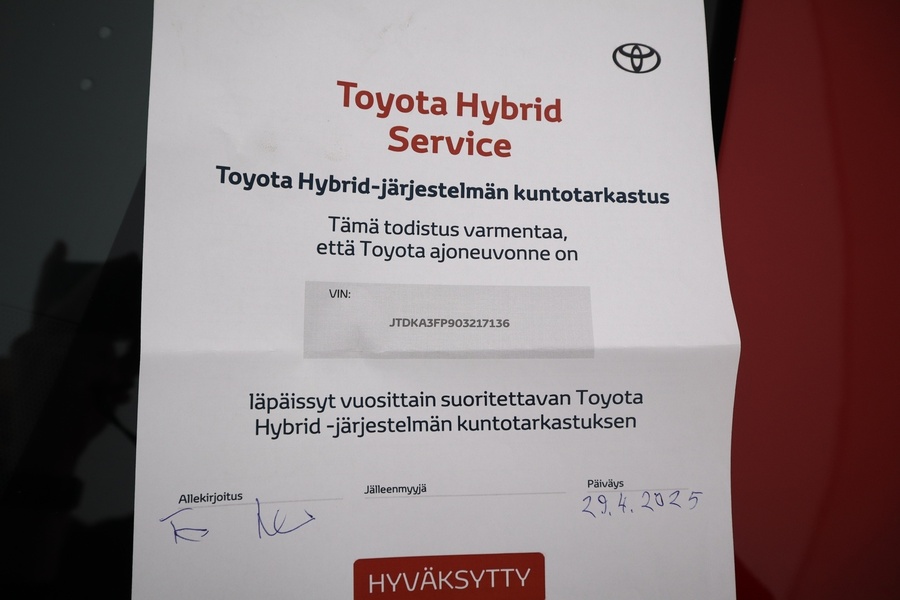 Toyota Hybrid
Service
Toyota Hybrid-järjestelmän kuntotarkastus
Tämä todistus varmentaa,
että Toyota ajoneuvonne on
VIN:
JTDKA3FP903217136
läpäissyt vuosittain suoritettavan Toyota
Hybrid -järjestelmän kuntotarkastuksen
Allekirjoitus
Jälleenmyyjä
Päiväys
29.4.2025
HYVÄKSYTTY